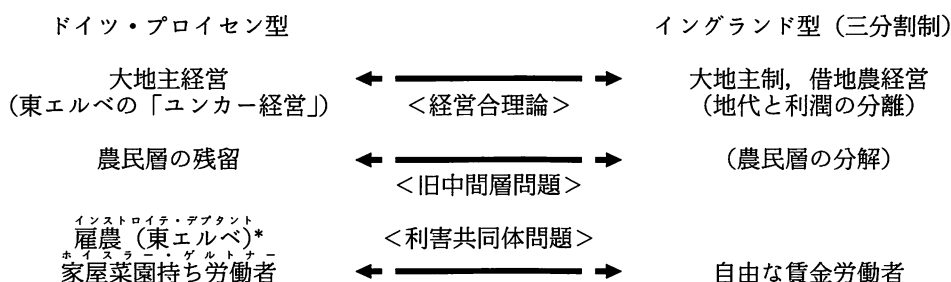 ドイツ・プロイセン型 イングランド型(三分割制)
大地主経営 大地主制,借地農経営
(東エルベの「ユンカー経営」) <経営合理論> (地代と利潤の分離)
農民層の残留 (農民層の分解)
<旧中間層問題>
インストロイテ・デプタント
雇農(東エルベ)* <利害共同体問題>
ホイスラー・ゲルトナー
家屋菜園持ち労働者 自由な賃金労働者